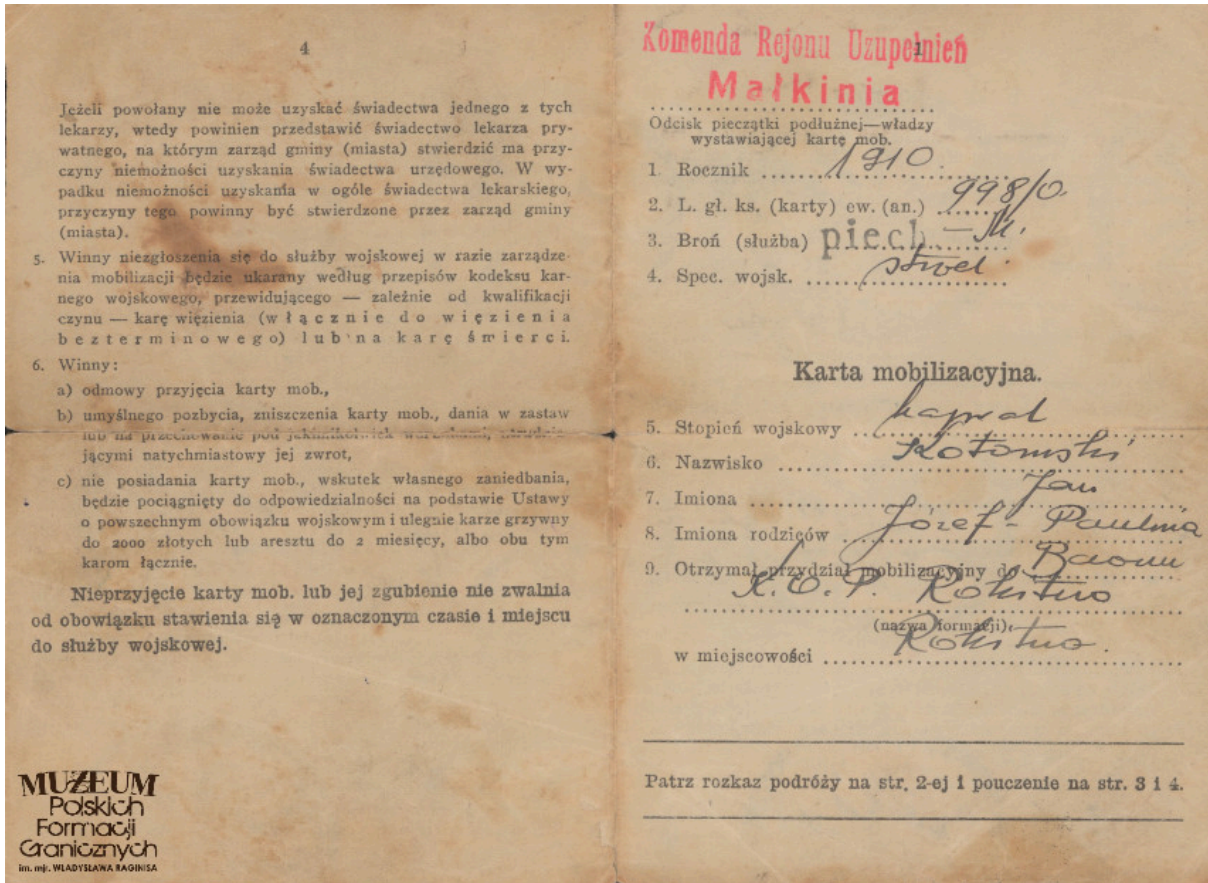 4
Jeżeli powołany nie może uzyskać świadectwa jednego z tych
lekarzy, wtedy powinien przedstawić świadectwo lekarza pry-
watnego, na którym zarząd gminy (miasta) stwierdzić ma przy-
czyny niemożności uzyskania świadectwa urzędowego. W wy-
padku niemożności uzyskania w ogóle świadectwa lekarskiego,
przyczyny tego powinny być stwierdzone przez zarząd gminy
(miasta).
5. Winny niezgłoszenia się do służby wojskowej w razie zarządze-
nia mobilizacji będzie ukarany według przepisów kodeksu kar-
nego wojskowego, przewidującego — zależnie od kwalifikacji
czynu — karę więzienia (włącznie do więzienia
bezterminowego) lub na karę śmierci.
6. Winny:
a) odmowy przyjęcia karty mob.,
b) umyślnego pozbycia, zniszczenia karty mob., dania w zastaw
lub na przechowanie pod jakimikolwiek
jącymi natychmiastowy jej zwrot,
c) nie posiadania karty mob., wskutek własnego zaniedbania,
będzie pociągnięty do odpowiedzialności na podstawie Ustawy
o powszechnym obowiązku wojskowym i ulegnie karze grzywny
do 2000 złotych lub aresztu do 2 miesięcy, albo obu tym
karom łącznie.
Nieprzyjęcie karty mob. lub jej zgubienie nie zwalnia
od obowiązku stawienia się w oznaczonym czasie i miejscu
do służby wojskowej.
MUZEUM
Polskich
Formacji
Granicznych
im. mjr. WŁADYSŁAWA RAGINISA
1
Komenda Rejonu Uzupełnień
Małkinia
Odcisk pieczątki podłużnej—władzy
wystawiającej kartę mob.
1. Rocznik 1910.
2. L. gł. ks. (karty) ew. (an.) 998/0
3. Broń (służba) piech.
4. Spec. wojsk. strzel.
Karta mobilizacyjna.
5. Stopień wojskowy kapral
6. Nazwisko Kotomski
7. Imiona Jan
8. Imiona rodziców Józef - Paulina
9. Otrzymał przydział mobilizacyjny do Baonu
K.O.P. Rokitno
(nazwa formacji),
w miejscowości Rokitno.
Patrz rozkaz podróży na str. 2-ej i pouczenie na str. 3 i 4.